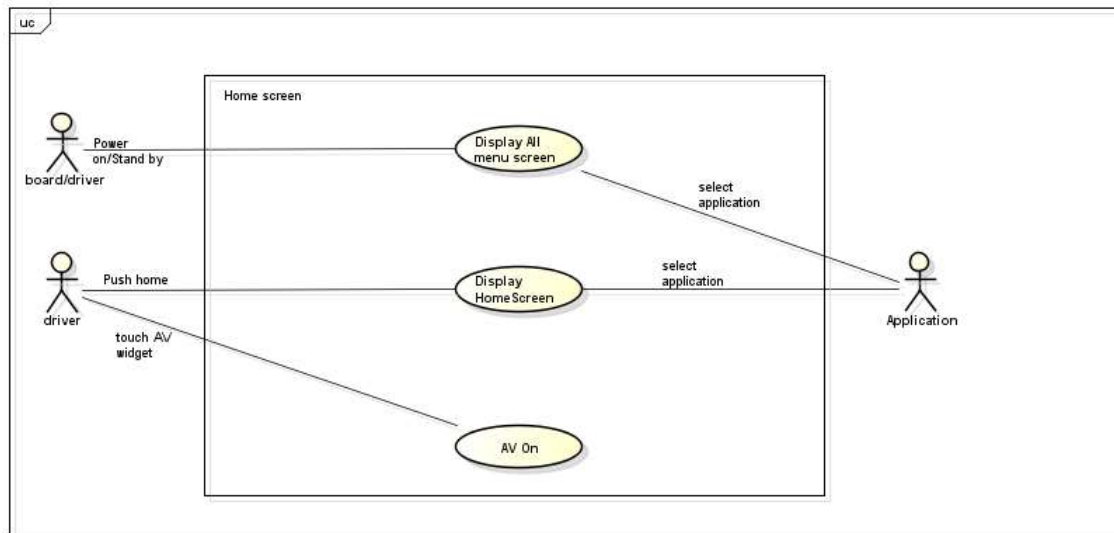 uc
Home screen
Power
on/Stand by
board/driver
Display All
menu screen
select
application
Push home
driver
Display
HomeScreen
select
application
Application
touch AV
widget
AV On